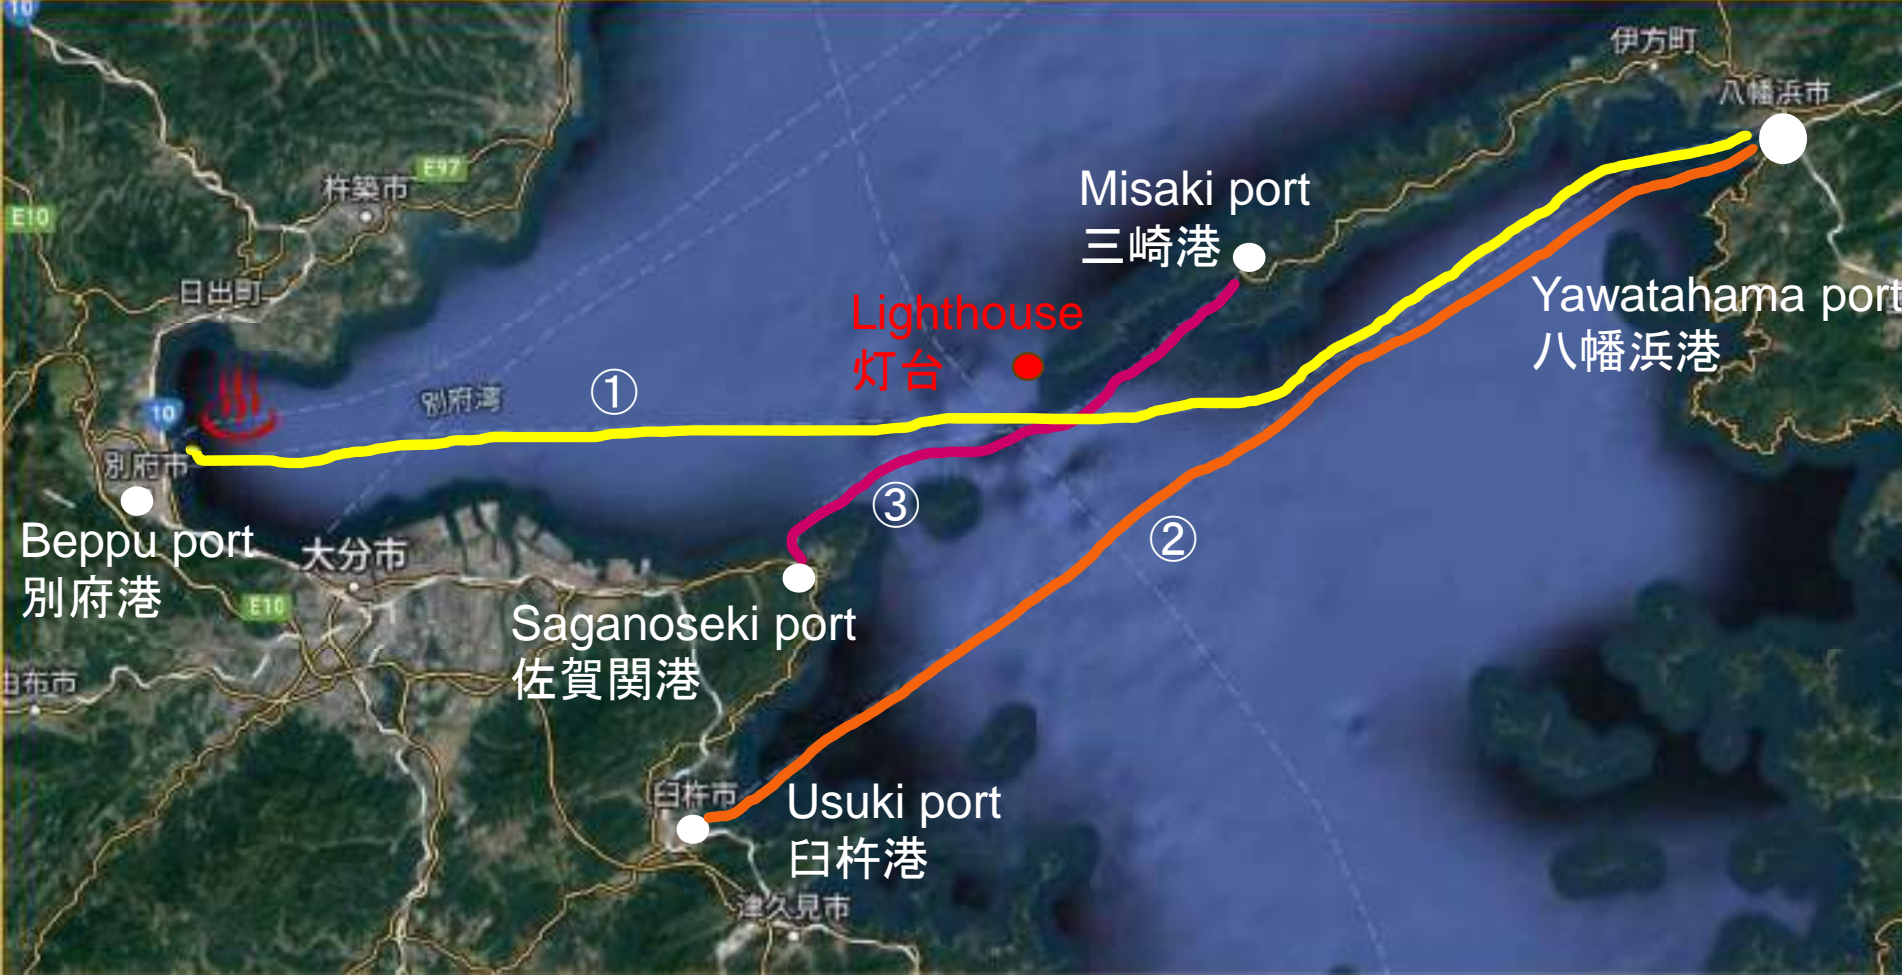 10
伊方町
八幡浜市
E97
杵築市
E10
Misaki port
三崎港
日出町
Yawatahama port
八幡浜港
Lighthouse
灯台
別府湾
①
10
別府市
③
②
Beppu port
別府港
大分市
E10
Saganoseki port
佐賀関港
由布市
臼杵市
Usuki port
臼杵港
津久見市